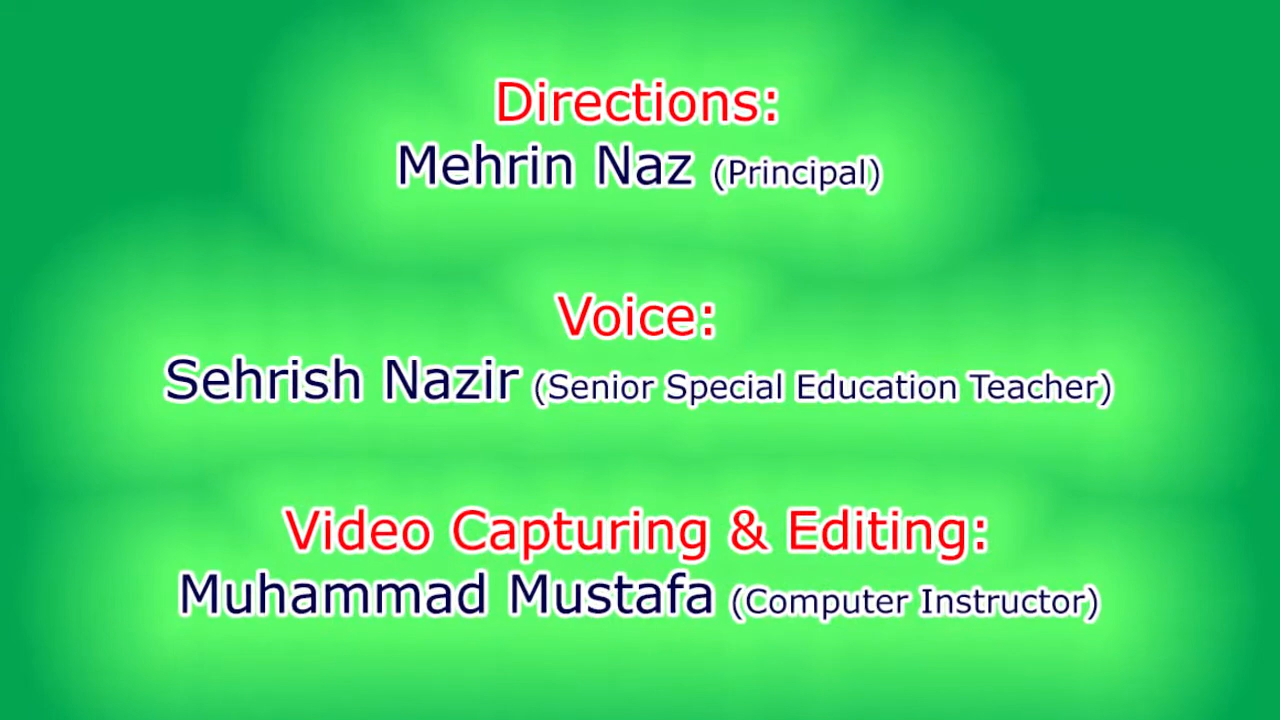 Directions:
Mehrin Naz (Principal)
Voice:
Sehrish Nazir (Senior Special Education Teacher)
Video Capturing & Editing:
Muhammad Mustafa (Computer Instructor)